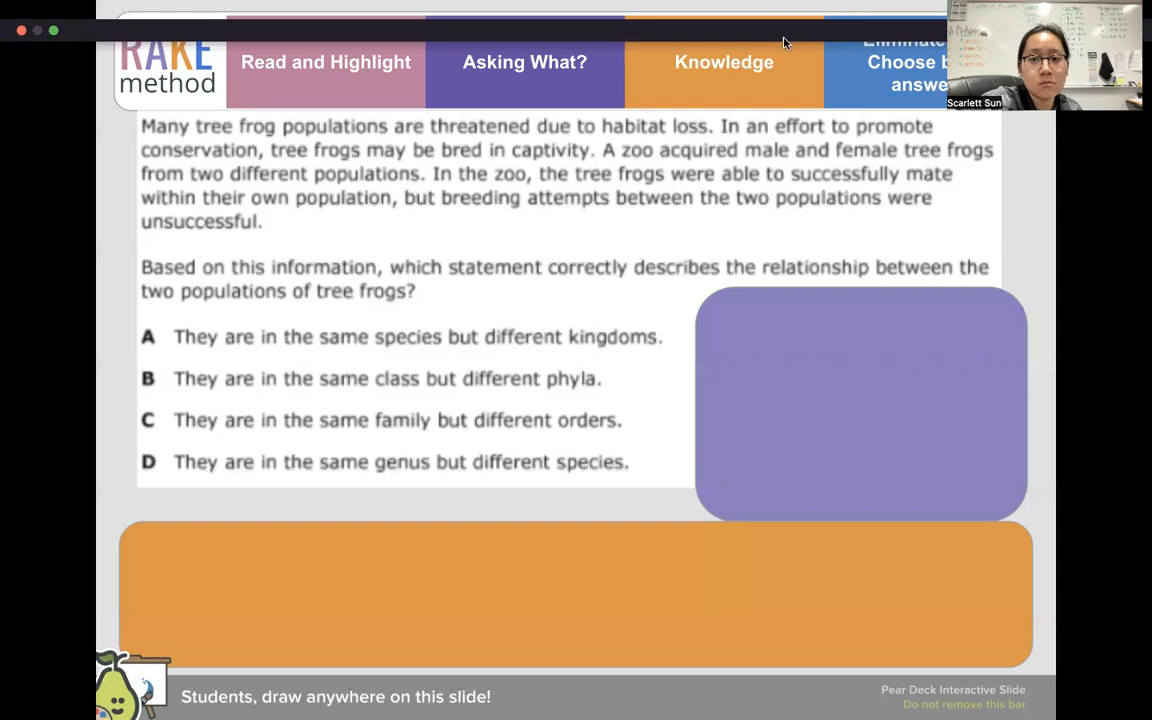 RAKE
method
Read and Highlight
Asking What?
Knowledge
Eliminate
Choose
answe
Scarlett Sun
Many tree frog populations are threatened due to habitat loss. In an effort to promote
conservation, tree frogs may be bred in captivity. A zoo acquired male and female tree frogs
from two different populations. In the zoo, the tree frogs were able to successfully mate
within their own population, but breeding attempts between the two populations were
unsuccessful.
Based on this information, which statement correctly describes the relationship between the
two populations of tree frogs?
A They are in the same species but different kingdoms.
B They are in the same class but different phyla.
C They are in the same family but different orders.
D They are in the same genus but different species.
Students, draw anywhere on this slide!
Pear Deck Interactive Slide
Do not remove this bar